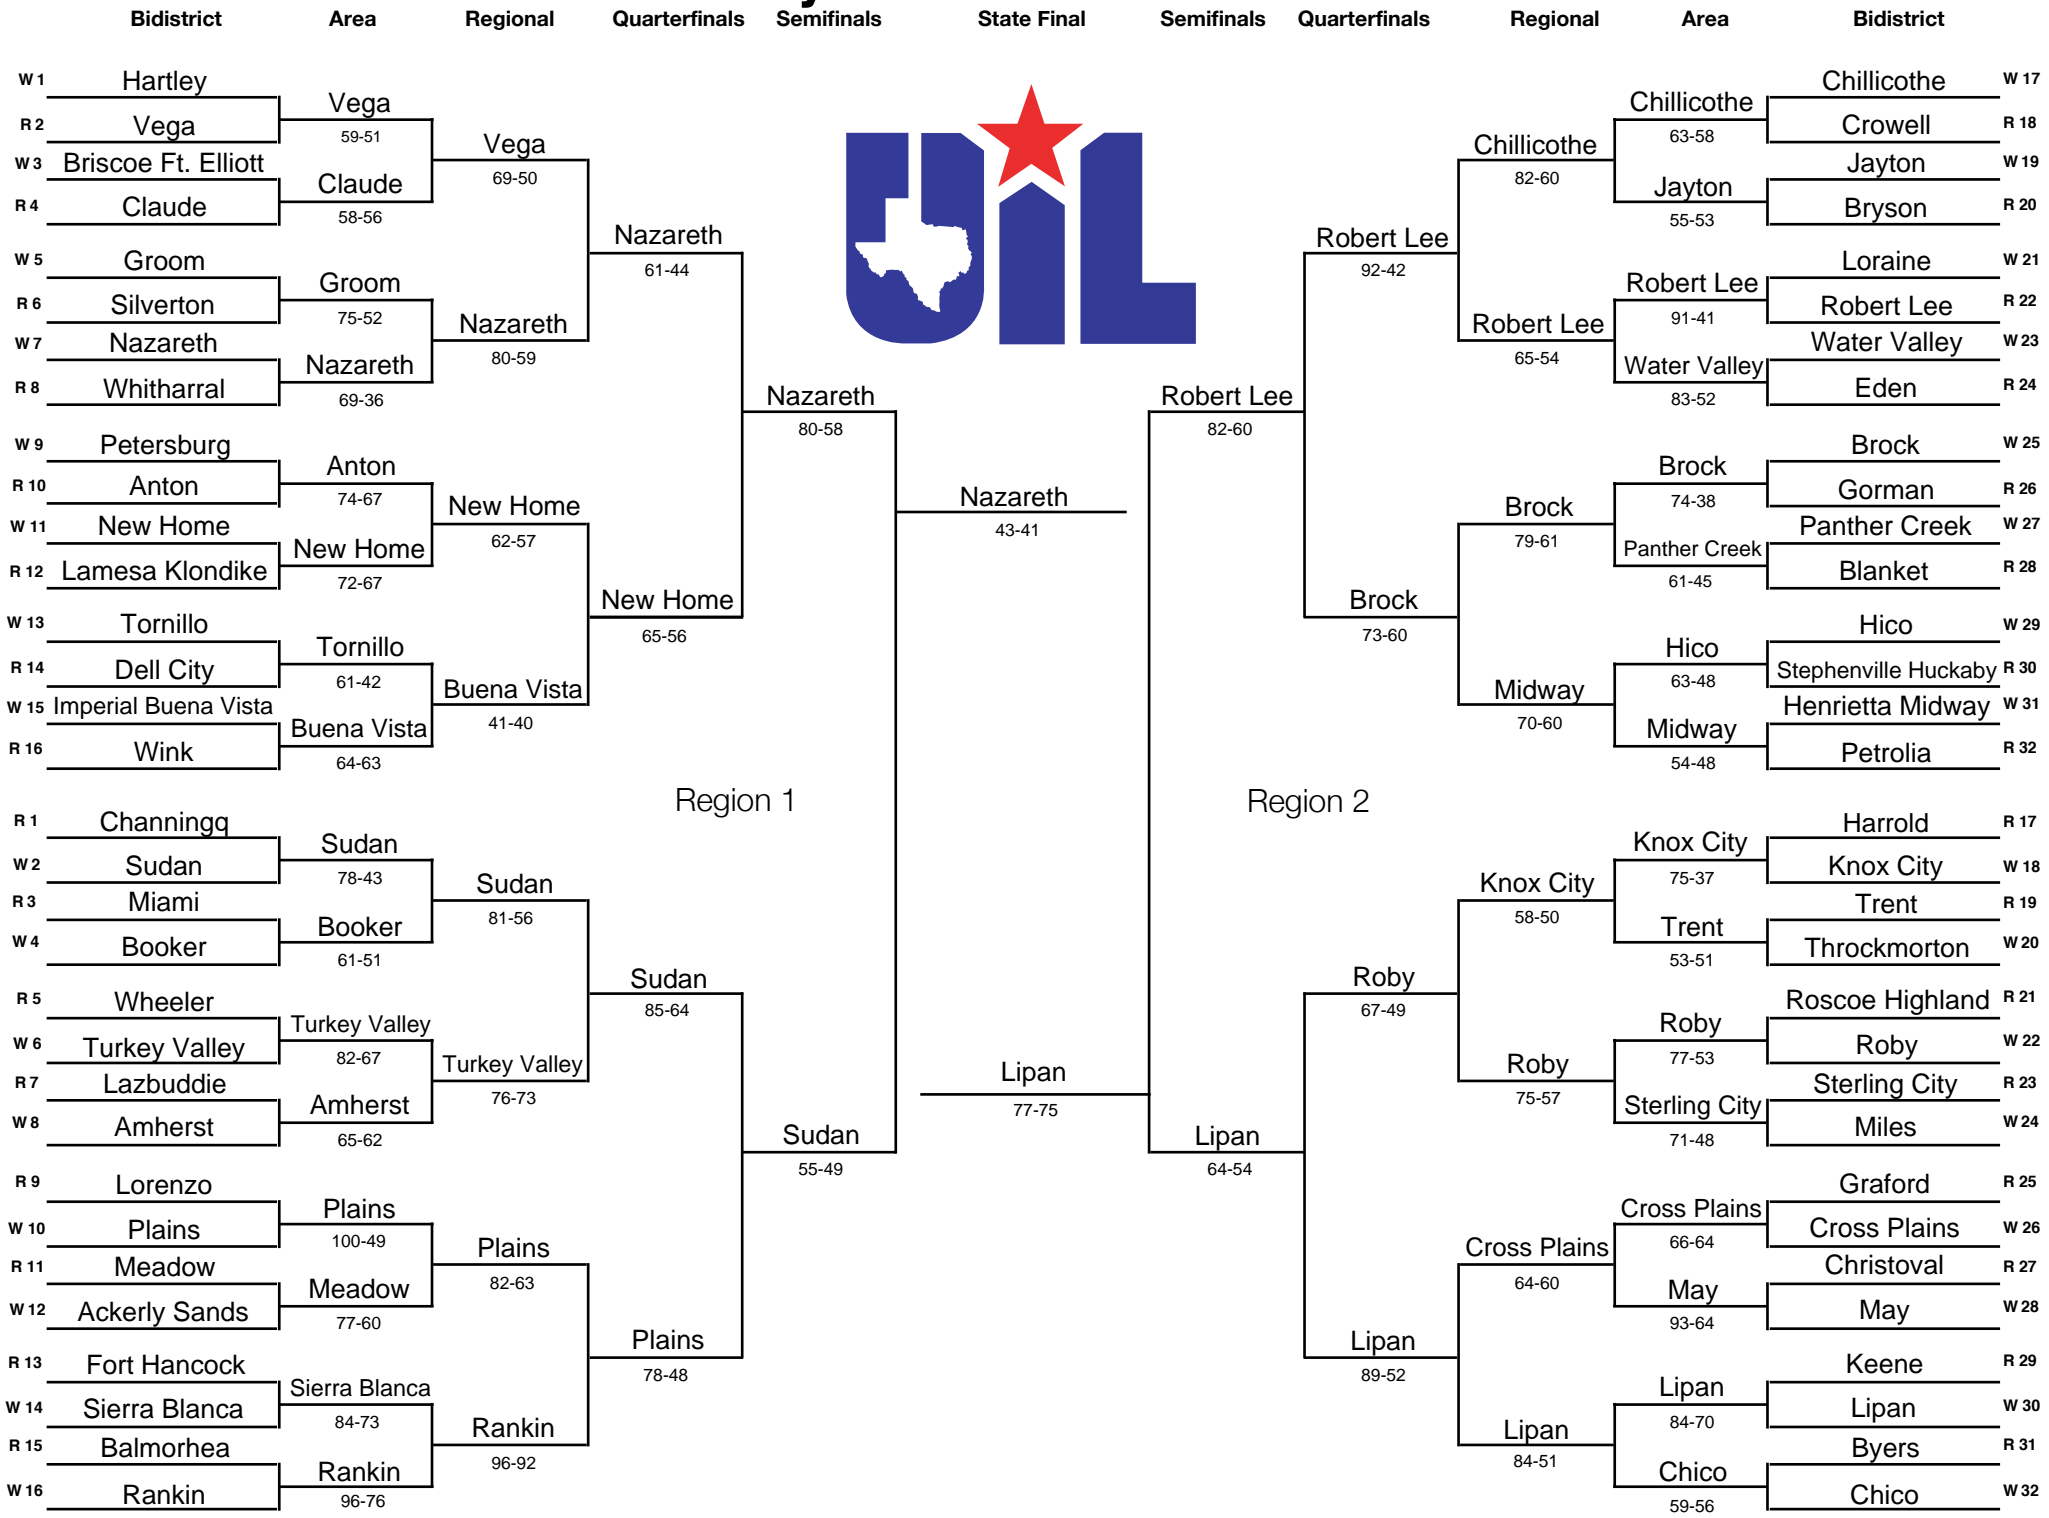 Bidistrict Area Regional Quarterfinals Semifinals State Final Semifinals Quarterfinals Regional Area Bidistrict
W 1 Hartley
R 2 Vega
W 3 Briscoe Ft. Elliott
R 4 Claude
W 5 Groom
R 6 Silverton
W 7 Nazareth
R 8 Whitharral
W 9 Petersburg
R 10 Anton
W 11 New Home
R 12 Lamesa Klondike
W 13 Tornillo
R 14 Dell City
W 15 Imperial Buena Vista
R 16 Wink
R 1 Channingq
W 2 Sudan
R 3 Miami
W 4 Booker
R 5 Wheeler
W 6 Turkey Valley
R 7 Lazbuddie
W 8 Amherst
R 9 Lorenzo
W 10 Plains
R 11 Meadow
W 12 Ackerly Sands
R 13 Fort Hancock
W 14 Sierra Blanca
R 15 Balmorhea
W 16 Rankin
Vega
59-51
Claude
58-56
Groom
75-52
Nazareth
69-36
Anton
74-67
New Home
72-67
Tornillo
61-42
Buena Vista
64-63
Sudan
78-43
Booker
61-51
Turkey Valley
82-67
Amherst
65-62
Plains
100-49
Meadow
77-60
Sierra Blanca
84-73
Rankin
96-76
Vega
69-50
Nazareth
80-59
New Home
62-57
Buena Vista
41-40
Sudan
81-56
Turkey Valley
76-73
Plains
82-63
Rankin
96-92
Nazareth
61-44
New Home
65-56
Region 1
Sudan
85-64
Plains
78-48
Nazareth
80-58
Sudan
55-49
UiL
Nazareth
43-41
Lipan
77-75
Robert Lee
82-60
Lipan
64-54
Robert Lee
92-42
Brock
73-60
Region 2
Roby
67-49
Lipan
89-52
Chillicothe
82-60
Robert Lee
65-54
Brock
79-61
Midway
70-60
Knox City
58-50
Roby
75-57
Cross Plains
64-60
Lipan
84-51
Chillicothe
63-58
Jayton
55-53
Robert Lee
91-41
Water Valley
83-52
Brock
74-38
Panther Creek
61-45
Hico
63-48
Midway
54-48
Knox City
75-37
Trent
53-51
Roby
77-53
Sterling City
71-48
Cross Plains
66-64
May
93-64
Lipan
84-70
Chico
59-56
Chillicothe W 17
Crowell R 18
Jayton W 19
Bryson R 20
Loraine W 21
Robert Lee R 22
Water Valley W 23
Eden R 24
Brock W 25
Gorman R 26
Panther Creek W 27
Blanket R 28
Hico W 29
Stephenville Huckaby R 30
Henrietta Midway W 31
Petrolia R 32
Harrold R 17
Knox City W 18
Trent R 19
Throckmorton W 20
Roscoe Highland R 21
Roby W 22
Sterling City R 23
Miles W 24
Graford R 25
Cross Plains W 26
Christoval R 27
May W 28
Keene R 29
Lipan W 30
Byers R 31
Chico W 32